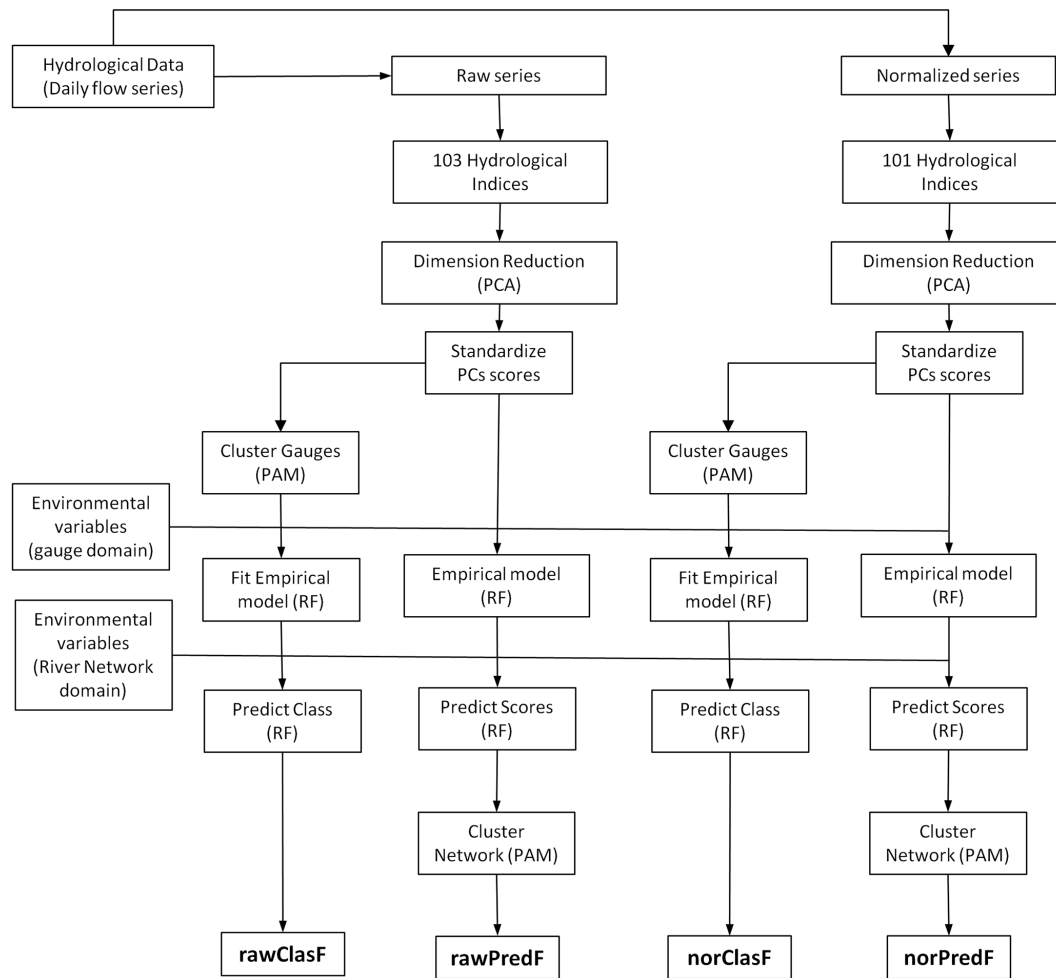 Hydrological Data
(Daily flow series)
Raw series
Normalized series
103 Hydrological
Indices
101 Hydrological
Indices
Dimension Reduction
(PCA)
Dimension Reduction
(PCA)
Standardize
PCs scores
Standardize
PCs scores
Cluster Gauges
(PAM)
Cluster Gauges
(PAM)
Environmental
variables
(gauge domain)
Fit Empirical
model (RF)
Empirical model
(RF)
Fit Empirical
model (RF)
Empirical model
(RF)
Environmental
variables
(River Network
domain)
Predict Class
(RF)
Predict Scores
(RF)
Predict Class
(RF)
Predict Scores
(RF)
Cluster
Network (PAM)
Cluster
Network (PAM)
rawClasF
rawPredF
norClasF
norPredF